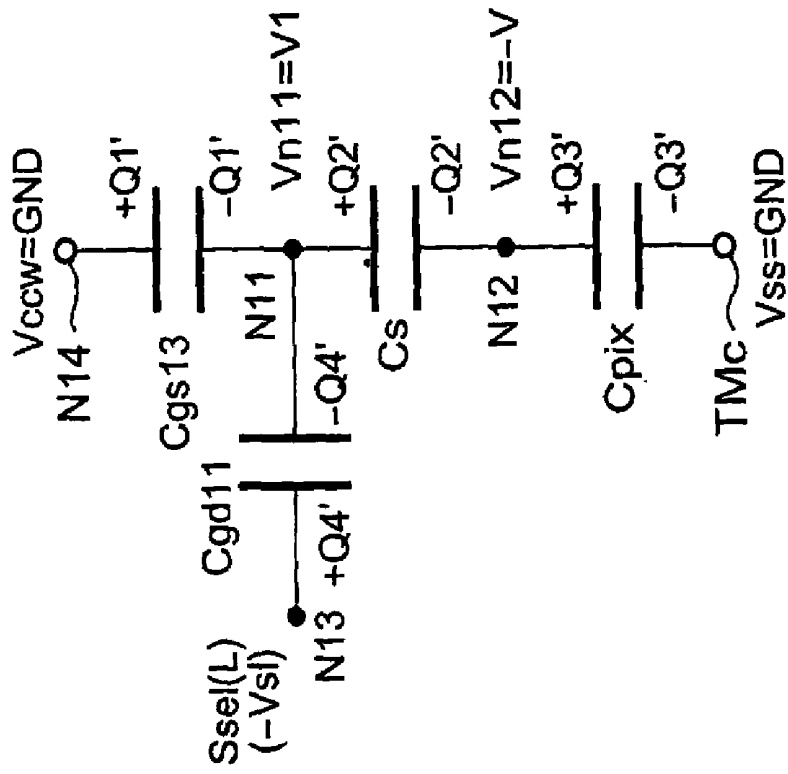 Vccw=GND
N14
+Q1'
Cgs13
-Q1'
Vn11=V1
N11
+Q2'
Cs
-Q2'
Vn12=-V
N12
+Q3'
Cpix
-Q3'
TMc
Vss=GND
Cgd11
-Q4'
+Q4'
N13
Ssel(L)
(-Vsl)